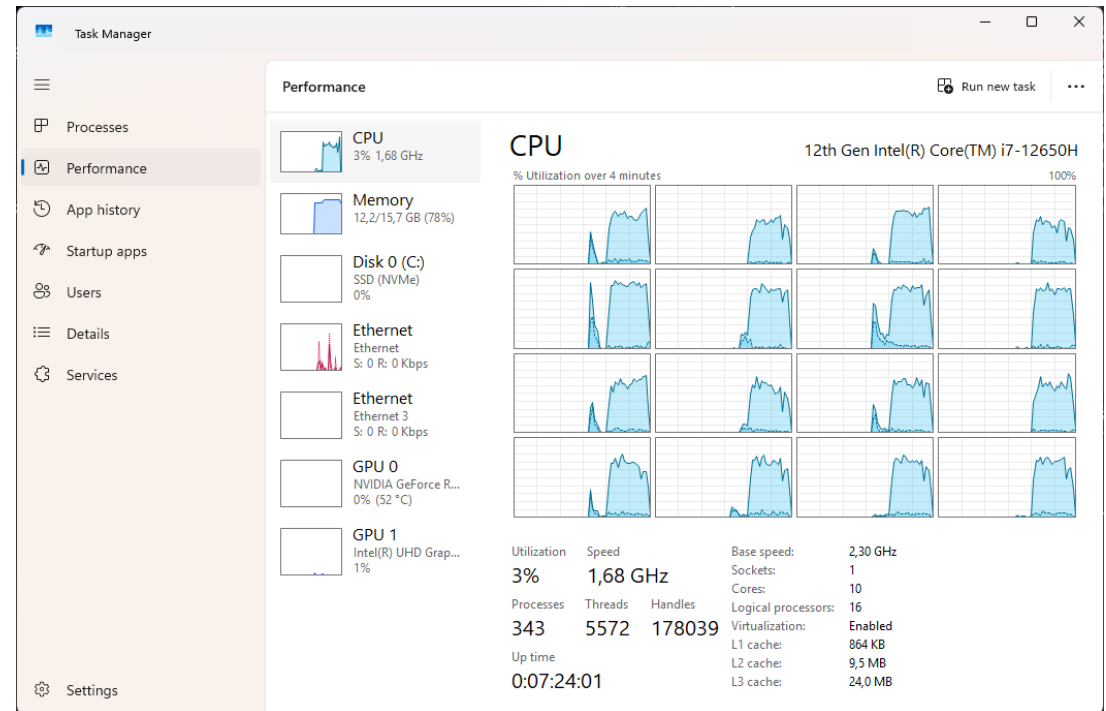 Task Manager
Performance
Run new task
Processes
Performance
App history
Startup apps
Users
Details
Services
Settings
CPU
3% 1,68 GHz
Memory
12,2/15,7 GB (78%)
Disk 0 (C:)
SSD (NVMe)
0%
Ethernet
Ethernet
S: 0 R: 0 Kbps
Ethernet
Ethernet 3
S: 0 R: 0 Kbps
GPU 0
NVIDIA GeForce R...
0% (52 °C)
GPU 1
Intel(R) UHD Grap...
1%
CPU
12th Gen Intel(R) Core(TM) i7-12650H
% Utilization over 4 minutes
100%
Utilization Speed
3% 1,68 GHz
Processes Threads Handles
343 5572 178039
Up time
0:07:24:01
Base speed: 2,30 GHz
Sockets: 1
Cores: 10
Logical processors: 16
Virtualization: Enabled
L1 cache: 864 KB
L2 cache: 9,5 MB
L3 cache: 24,0 MB